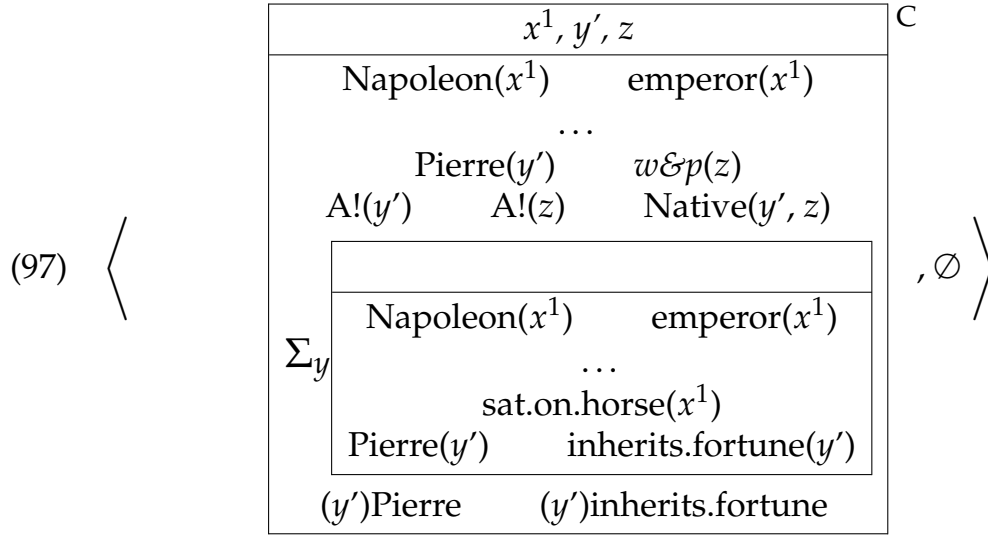 x¹, y′, z
C
Napoleon(x¹) emperor(x¹)
...
Pierre(y′) w&p(z)
A!(y′) A!(z) Native(y′, z)
(97) ⟨ , ∅ ⟩
Napoleon(x¹) emperor(x¹)
Σy
...
sat.on.horse(x¹)
Pierre(y′) inherits.fortune(y′)
(y′)Pierre (y′)inherits.fortune